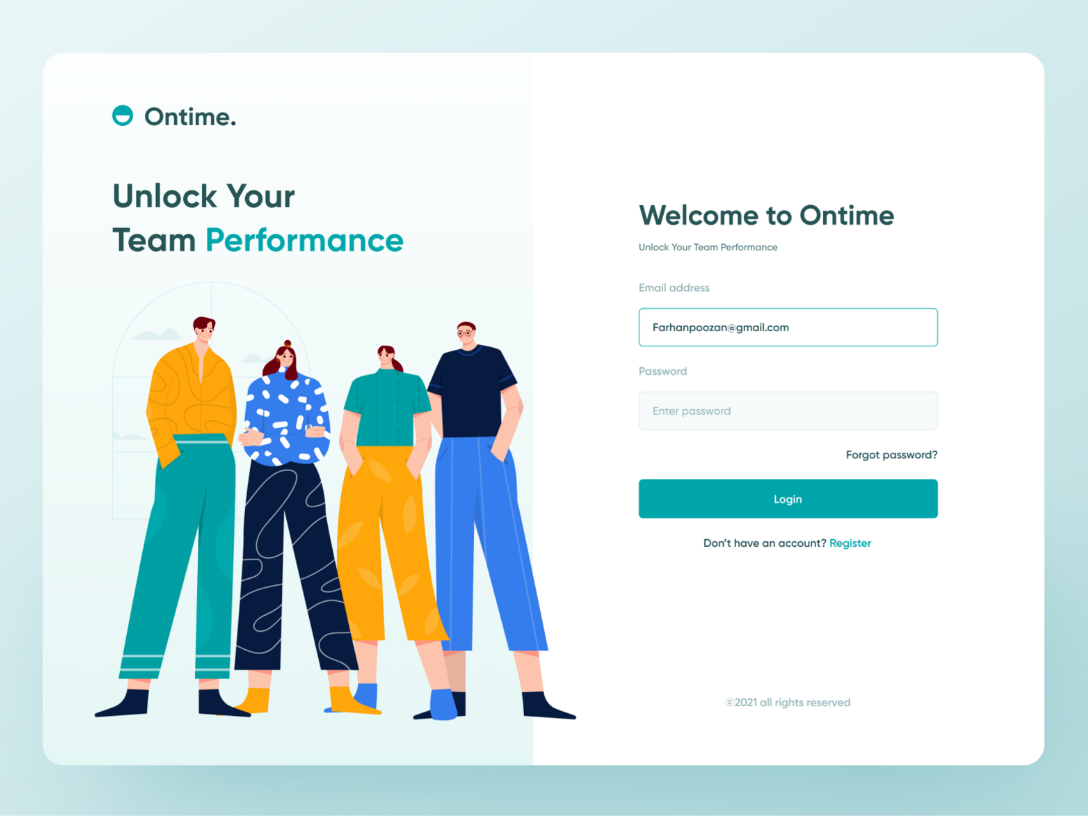 Ontime.
Unlock Your
Team Performance
Welcome to Ontime
Unlock Your Team Performance
Email address
Farhanpoozan@gmail.com
Password
Enter password
Forgot password?
Login
Don't have an account? Register
©2021 all rights reserved